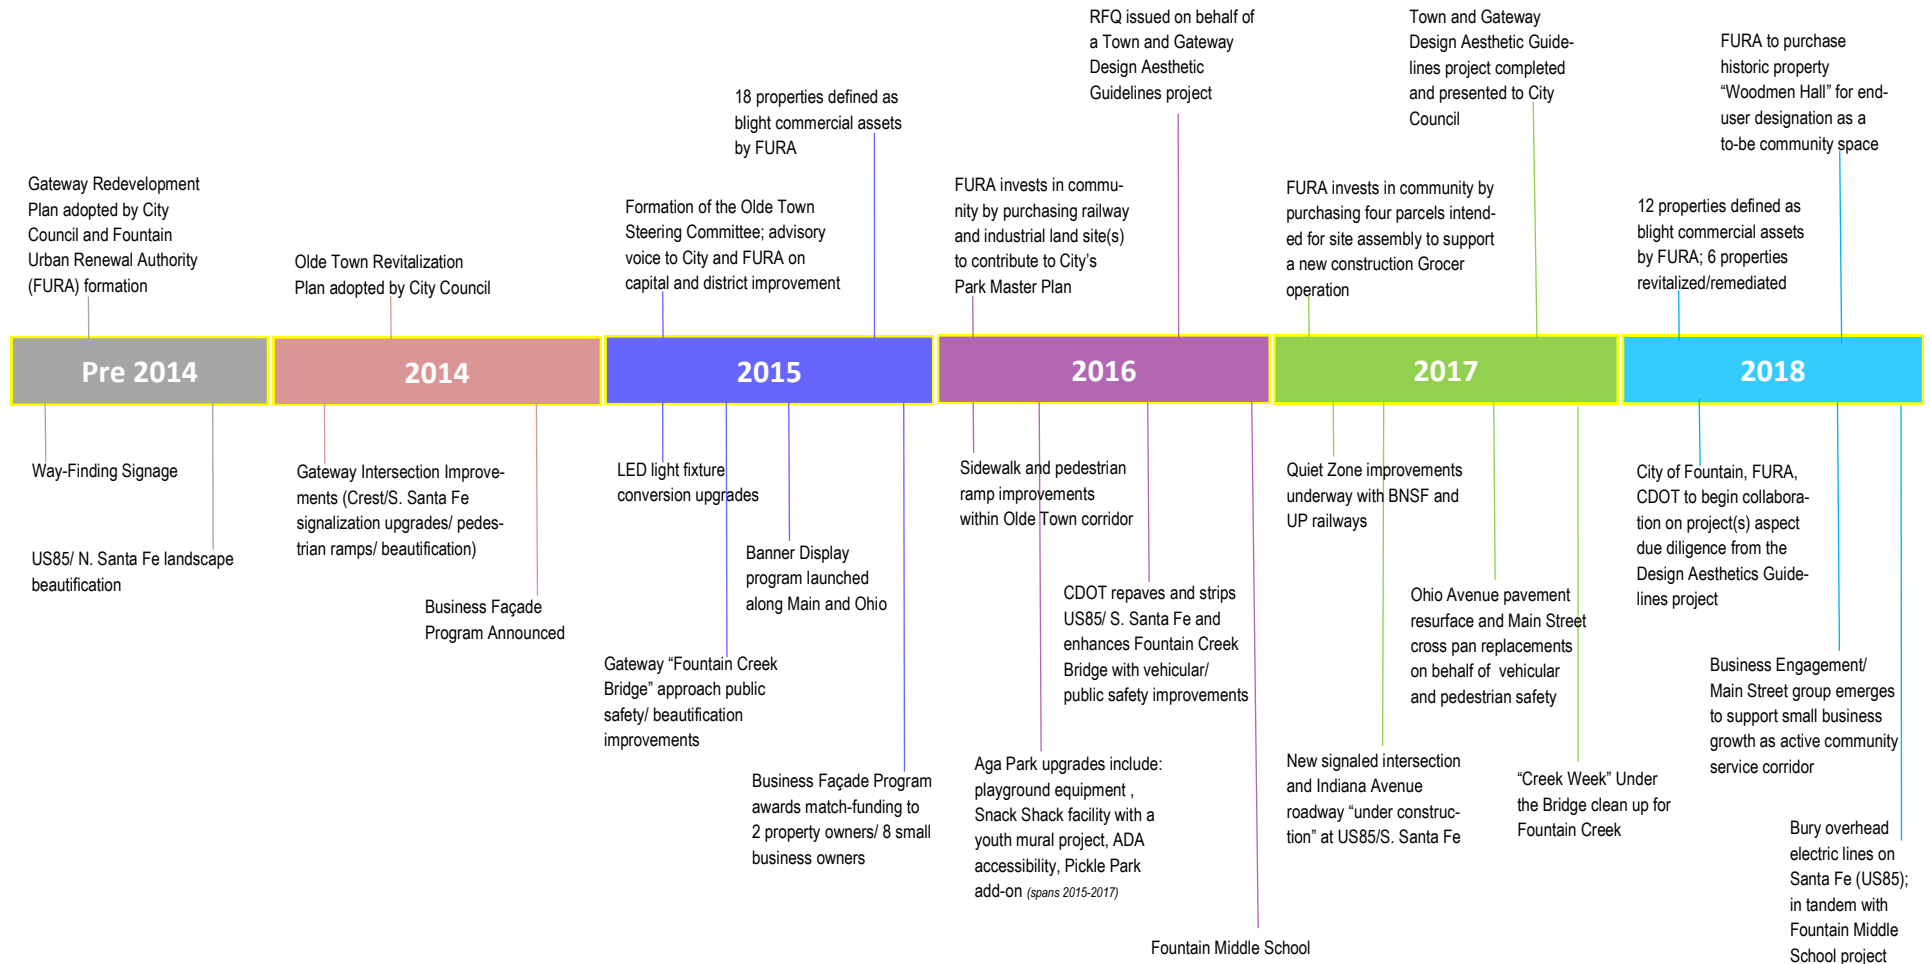 Gateway Redevelopment
Plan adopted by City
Council and Fountain
Urban Renewal Authority
(FURA) formation
Olde Town Revitalization
Plan adopted by City Council
Formation of the Olde Town
Steering Committee; advisory
voice to City and FURA on
capital and district improvement
18 properties defined as
blight commercial assets
by FURA
FURA invests in commu-
nity by purchasing railway
and industrial land site(s)
to contribute to City's
Park Master Plan
RFQ issued on behalf of
a Town and Gateway
Design Aesthetic
Guidelines project
FURA invests in community by
purchasing four parcels intend-
ed for site assembly to support
a new construction Grocer
operation
Town and Gateway
Design Aesthetic Guide-
lines project completed
and presented to City
Council
12 properties defined as
blight commercial assets
by FURA; 6 properties
revitalized/remediated
FURA to purchase
historic property
“Woodmen Hall” for end-
user designation as a
to-be community space
Pre 2014
2014
2015
2016
2017
2018
Way-Finding Signage
US85/ N. Santa Fe landscape
beautification
Gateway Intersection Improve-
ments (Crest/S. Santa Fe
signalization upgrades/ pedes-
trian ramps/ beautification)
Business Façade
Program Announced
LED light fixture
conversion upgrades
Gateway “Fountain Creek
Bridge” approach public
safety/ beautification
improvements
Banner Display
program launched
along Main and Ohio
Business Façade Program
awards match-funding to
2 property owners/ 8 small
business owners
Sidewalk and pedestrian
ramp improvements
within Olde Town corridor
Aga Park upgrades include:
playground equipment ,
Snack Shack facility with a
youth mural project, ADA
accessibility, Pickle Park
add-on (spans 2015-2017)
CDOT repaves and strips
US85/ S. Santa Fe and
enhances Fountain Creek
Bridge with vehicular/
public safety improvements
Fountain Middle School
Quiet Zone improvements
underway with BNSF and
UP railways
New signaled intersection
and Indiana Avenue
roadway “under construc-
tion” at US85/S. Santa Fe
Ohio Avenue pavement
resurface and Main Street
cross pan replacements
on behalf of vehicular
and pedestrian safety
“Creek Week” Under
the Bridge clean up for
Fountain Creek
City of Fountain, FURA,
CDOT to begin collabora-
tion on project(s) aspect
due diligence from the
Design Aesthetics Guide-
lines project
Business Engagement/
Main Street group emerges
to support small business
growth as active community
service corridor
Bury overhead
electric lines on
Santa Fe (US85);
in tandem with
Fountain Middle
School project